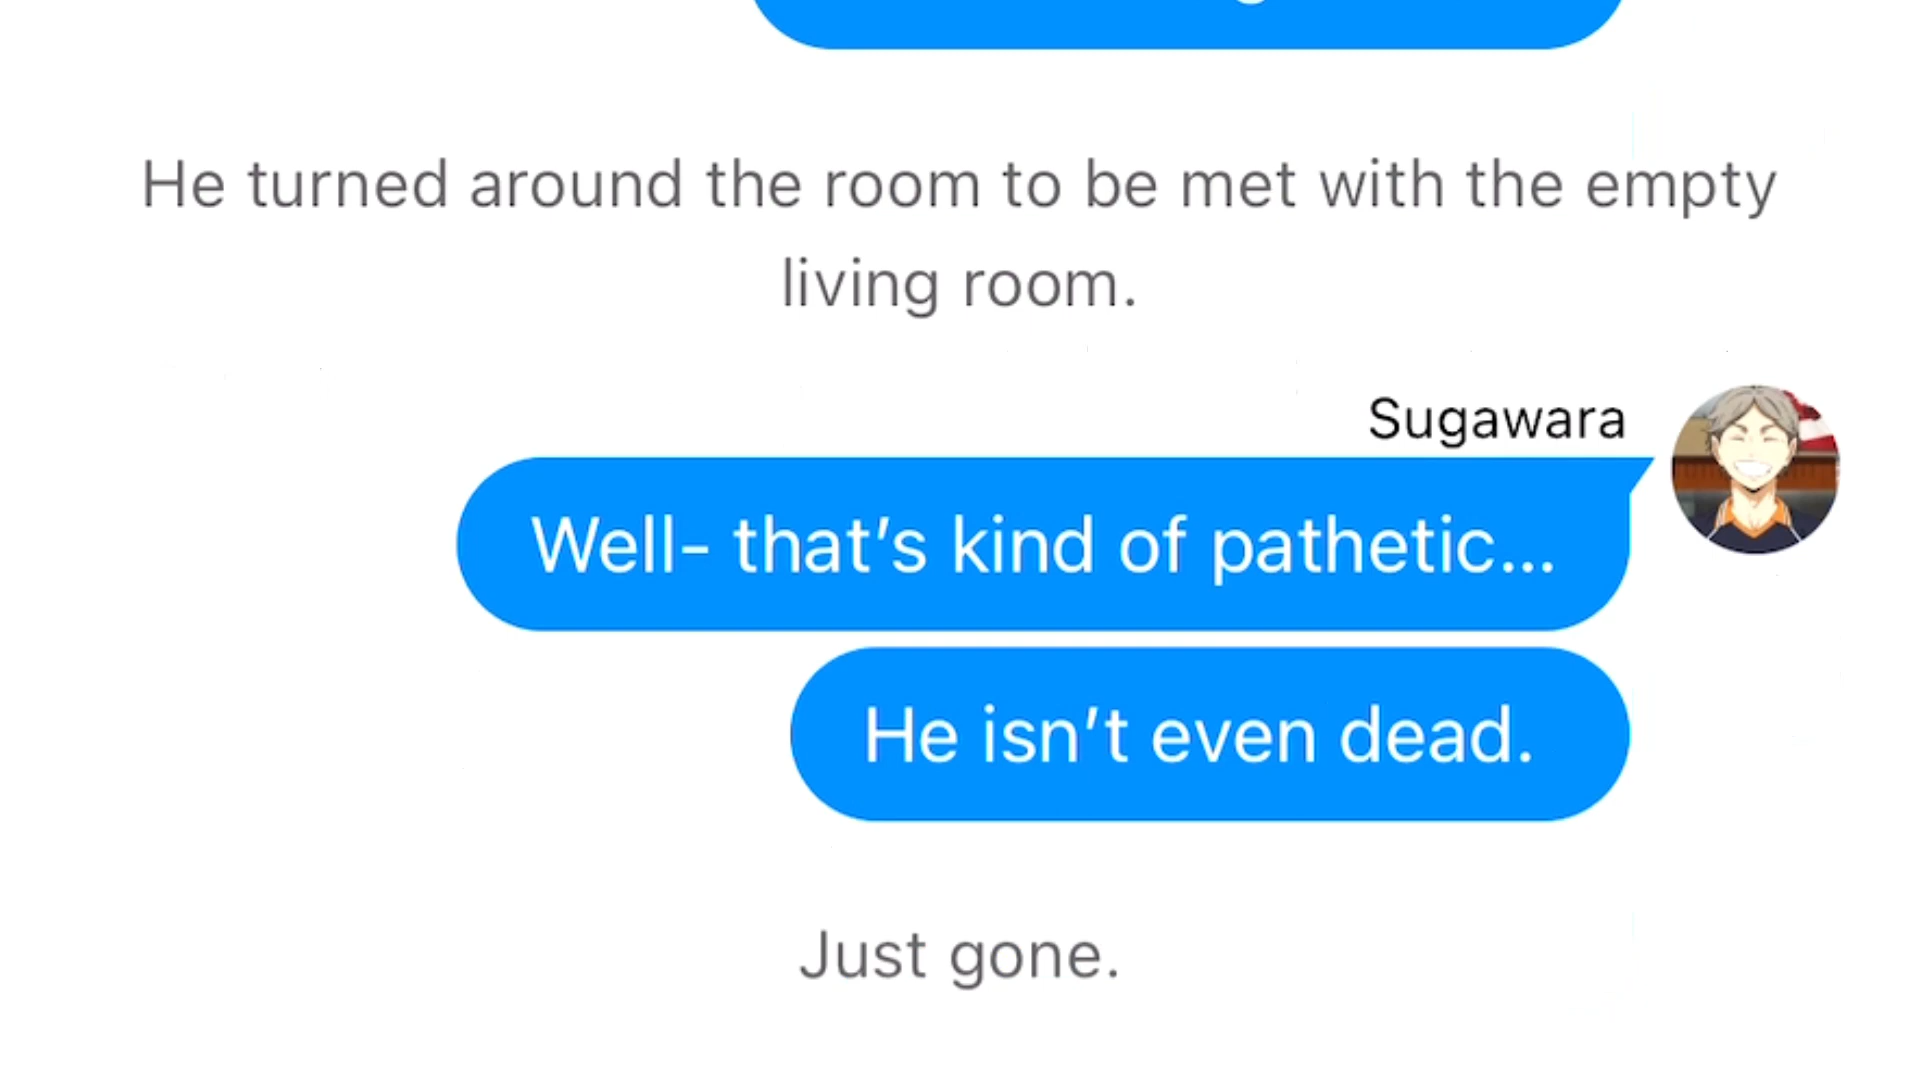 He turned around the room to be met with the empty
living room.
Sugawara
Well- that’s kind of pathetic...
He isn’t even dead.
Just gone.